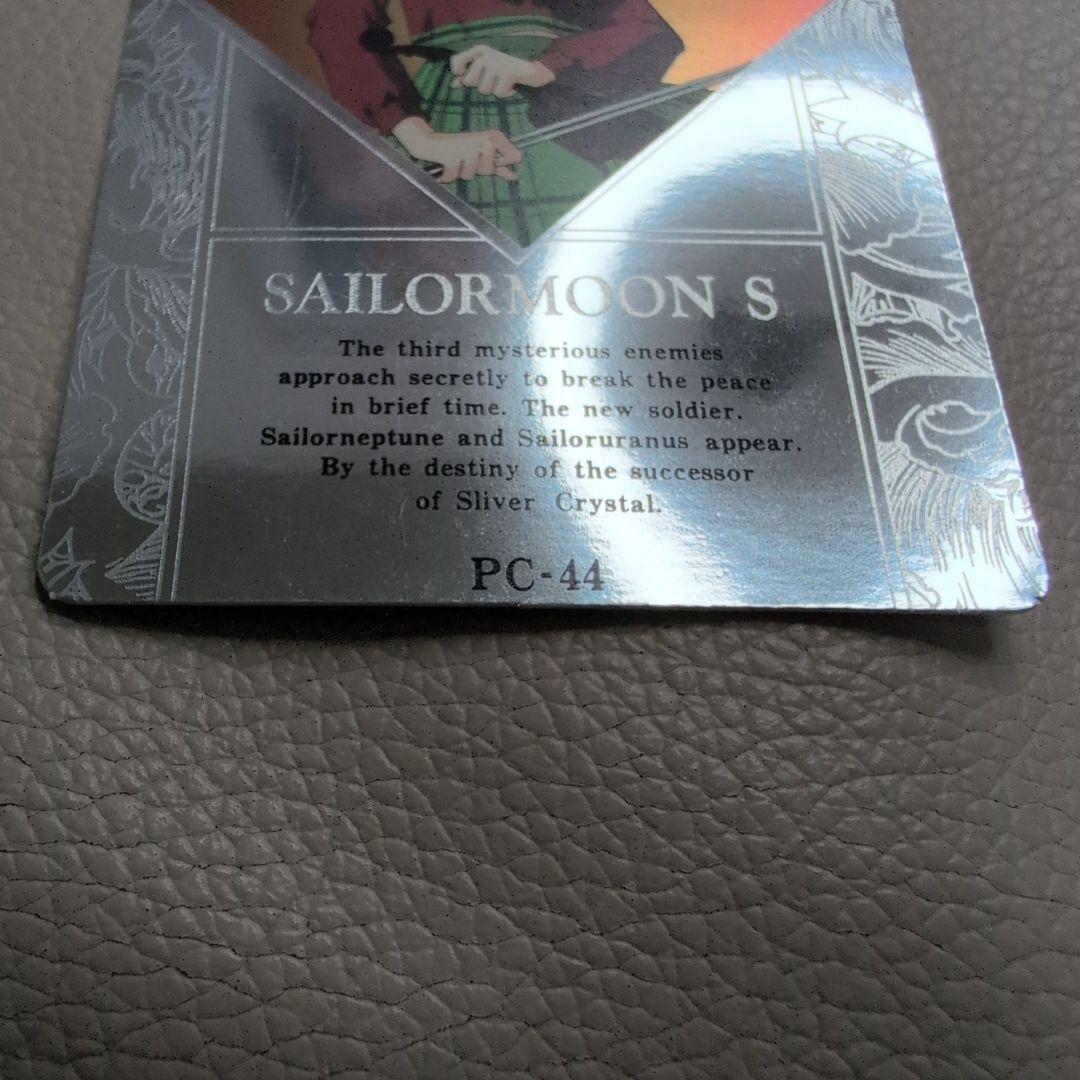 SAILORMOON S
The third mysterious enemies
approach secretly to break the peace
in brief time. The new soldier.
Sailorneptune and Sailoruranus appear.
By the destiny of the successor
of Sliver Crystal.
PC-44